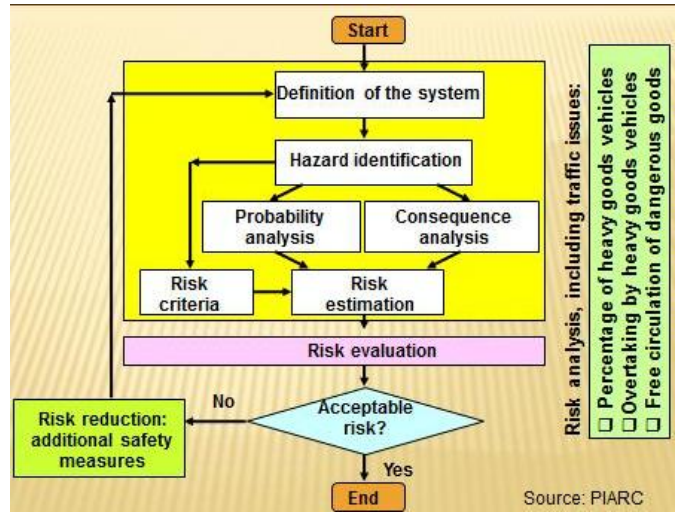 Start
Definition of the system
Hazard identification
Probability
analysis
Consequence
analysis
Risk
criteria
Risk
estimation
Risk evaluation
Acceptable
risk?
No
Yes
Risk reduction:
additional safety
measures
End
Risk analysis, including traffic issues:
❑ Percentage of heavy goods vehicles
❑ Overtaking by heavy goods vehicles
❑ Free circulation of dangerous goods
Source: PIARC